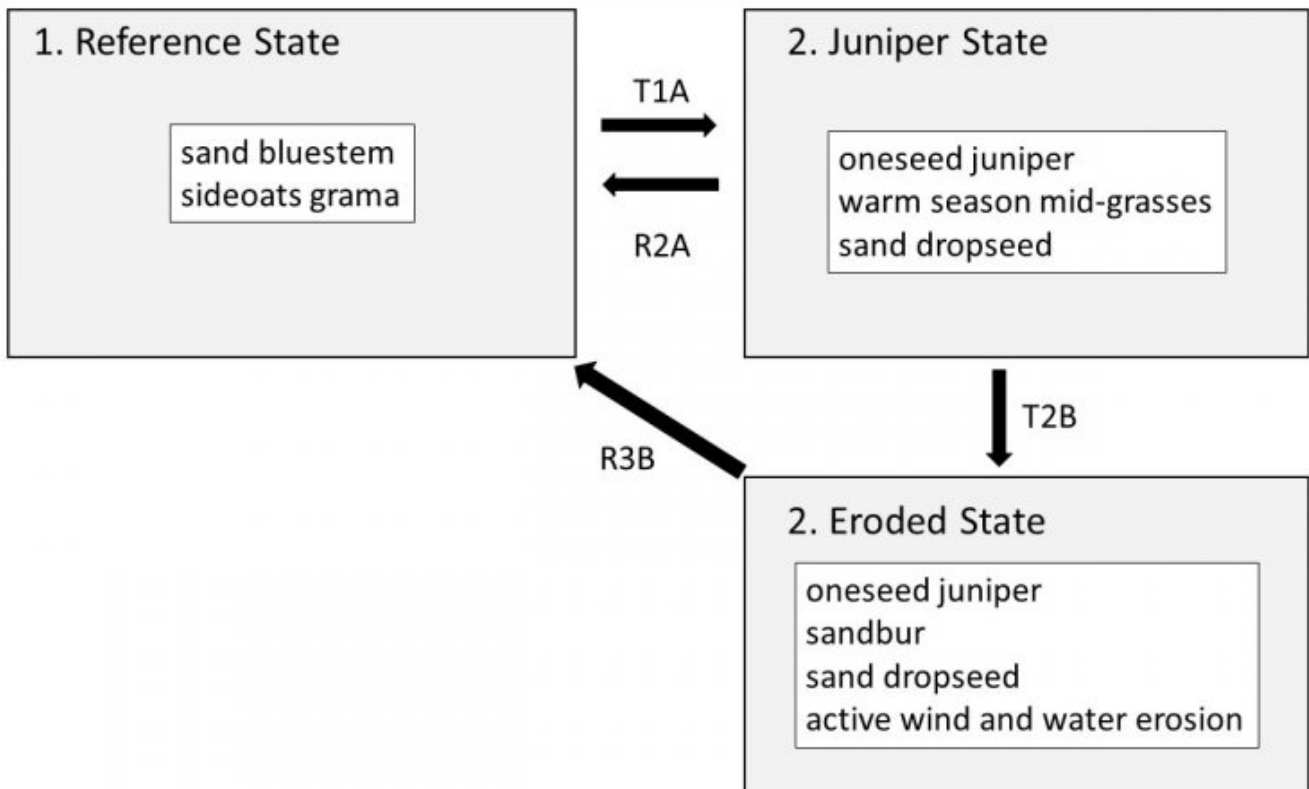 1. Reference State
sand bluestem
sideoats grama
T1A
R2A
2. Juniper State
oneseed juniper
warm season mid-grasses
sand dropseed
T2B
R3B
2. Eroded State
oneseed juniper
sandbur
sand dropseed
active wind and water erosion